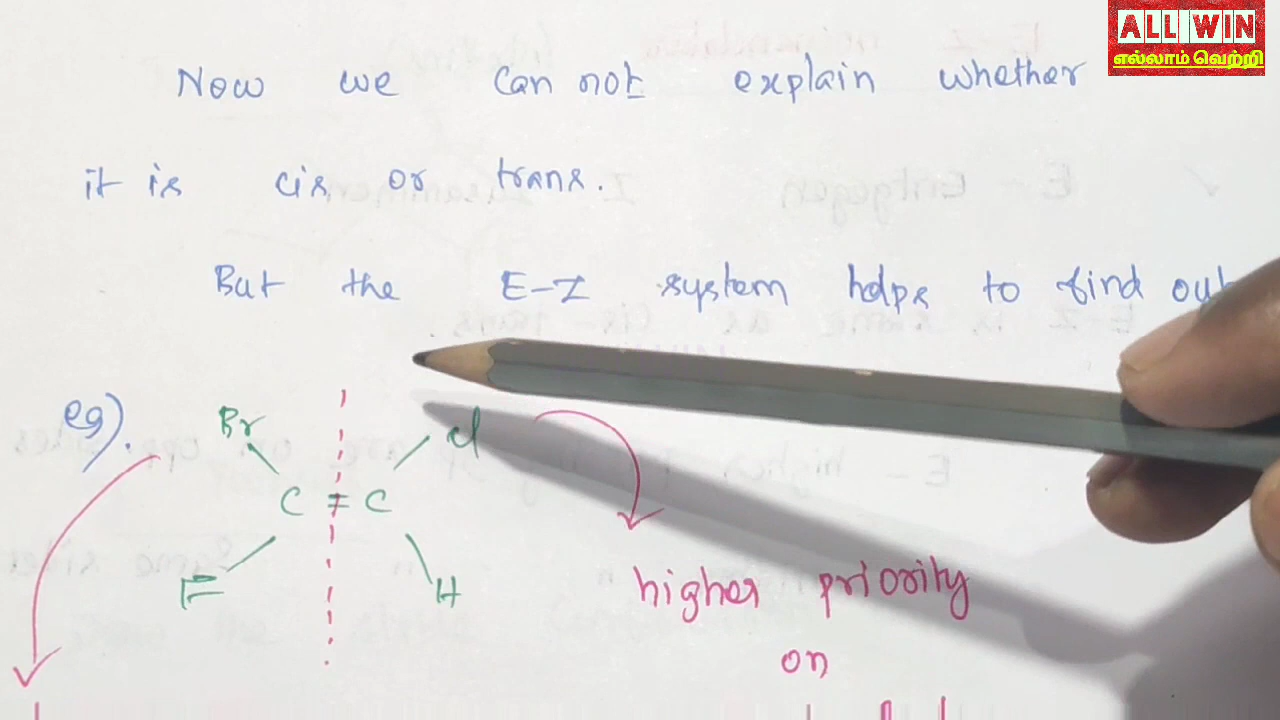 ALL WIN
எல்லாம் வெற்றி
Now we can not explain whether
it is cis or trans.
But the E-Z system helps to find out
eg).
Br Cl
C = C
F H
higher priority
on